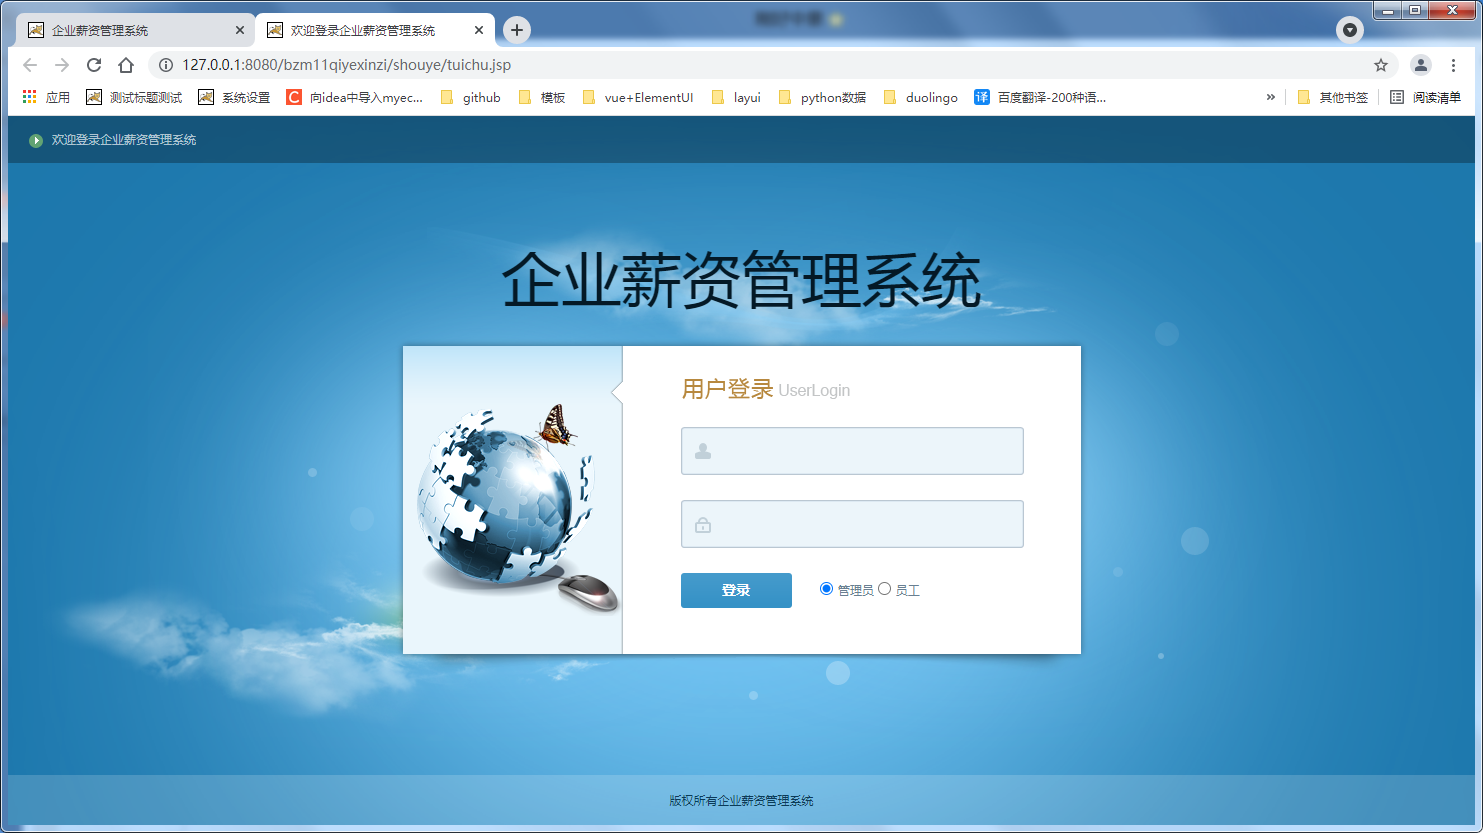 企业薪资管理系统
欢迎登录企业薪资管理系统
127.0.0.1:8080/bzm11qiyexinzi/shouye/tuichu.jsp
应用
测试标题测试
系统设置
C 向idea中导入myec...
github
模板
vue+ElementUI
layui
python数据
duolingo
译 百度翻译-200种语...
»
其他书签
阅读清单
欢迎登录企业薪资管理系统
企业薪资管理系统
用户登录 UserLogin
登录
管理员 员工
版权所有企业薪资管理系统